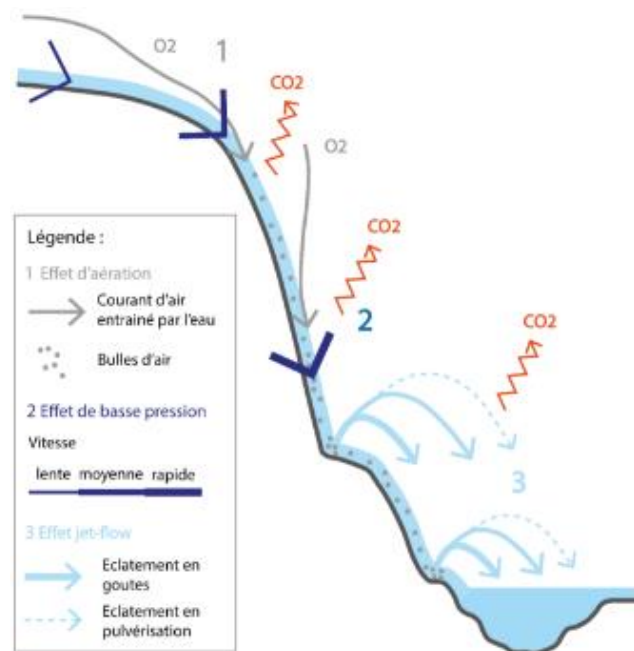 O2
1
CO2
O2
CO2
2
CO2
3
Légende :
1 Effet d'aération
Courant d'air
entrainé par l'eau
Bulles d'air
2 Effet de basse pression
Vitesse
lente moyenne rapide
3 Effet jet-flow
Eclatement en
goutes
Eclatement en
pulvérisation